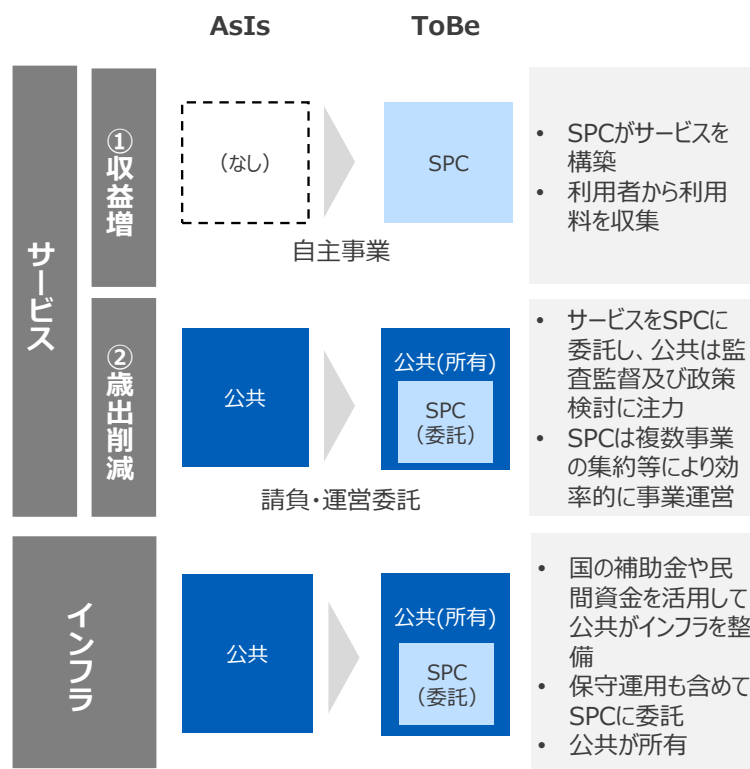 AsIs
ToBe
サービス
①収益増
（なし）
SPC
自主事業
• SPCがサービスを
構築
• 利用者から利用
料を収集
②歳出削減
公共
公共(所有)
SPC
（委託）
請負・運営委託
• サービスをSPCに
委託し、公共は監
査監督及び政策
検討に注力
• SPCは複数事業
の集約等により効
率的に事業運営
インフラ
公共
公共(所有)
SPC
（委託）
• 国の補助金や民
間資金を活用して
公共がインフラを整
備
• 保守運用も含めて
SPCに委託
• 公共が所有